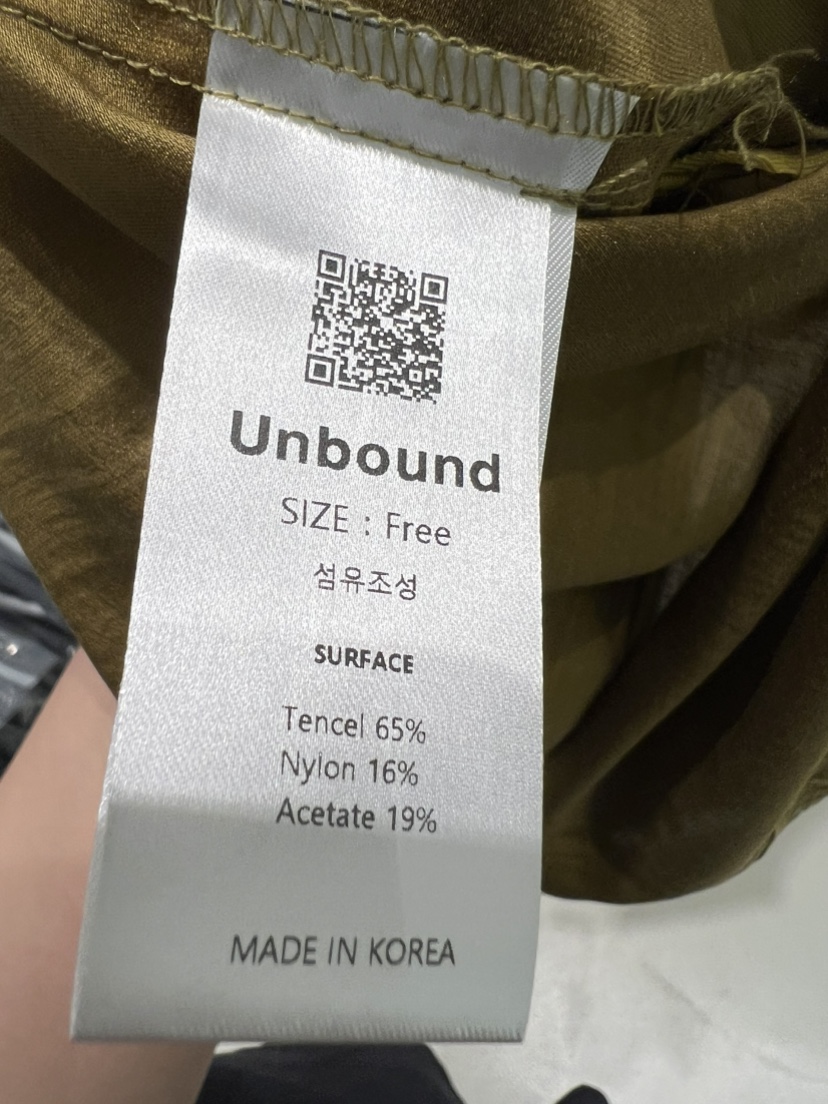 Unbound
SIZE : Free
섬유조성
SURFACE
Tencel 65%
Nylon 16%
Acetate 19%
MADE IN KOREA